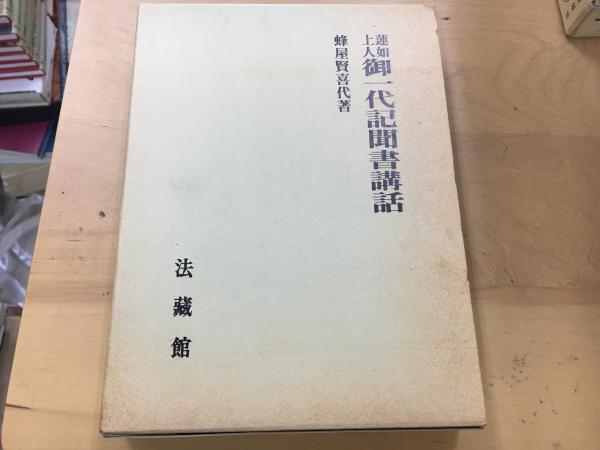 蓮如上人御一代記聞書講話
蜂屋賢喜代著
法藏館